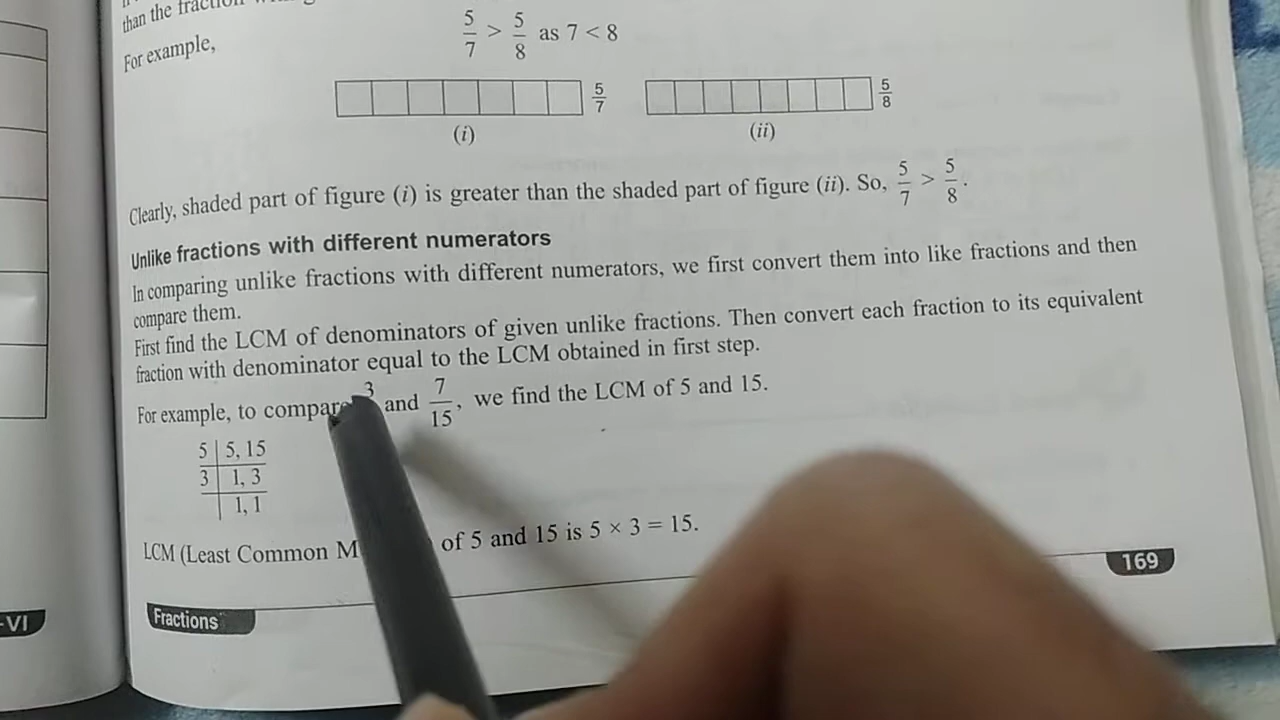 than the fraction
For example,
5/7 > 5/8 as 7 < 8
5/7 5/8
(i) (ii)
Clearly, shaded part of figure (i) is greater than the shaded part of figure (ii). So, 5/7 > 5/8.
Unlike fractions with different numerators
In comparing unlike fractions with different numerators, we first convert them into like fractions and then
compare them.
First find the LCM of denominators of given unlike fractions. Then convert each fraction to its equivalent
fraction with denominator equal to the LCM obtained in first step.
For example, to compare 3 and 7/15, we find the LCM of 5 and 15.
5 | 5, 15
3 | 1, 3
| 1, 1
LCM (Least Common M of 5 and 15 is 5 × 3 = 15.
169
Fractions
-VI